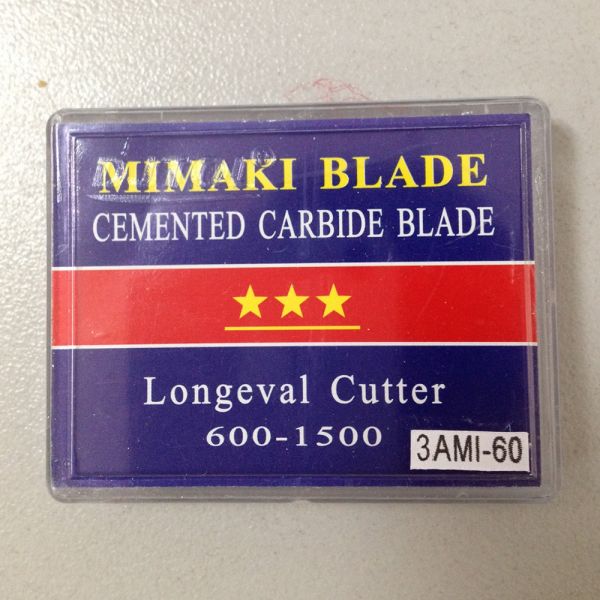 MIMAKI BLADE
CEMENTED CARBIDE BLADE
Longeval Cutter
600-1500
3AMI-60